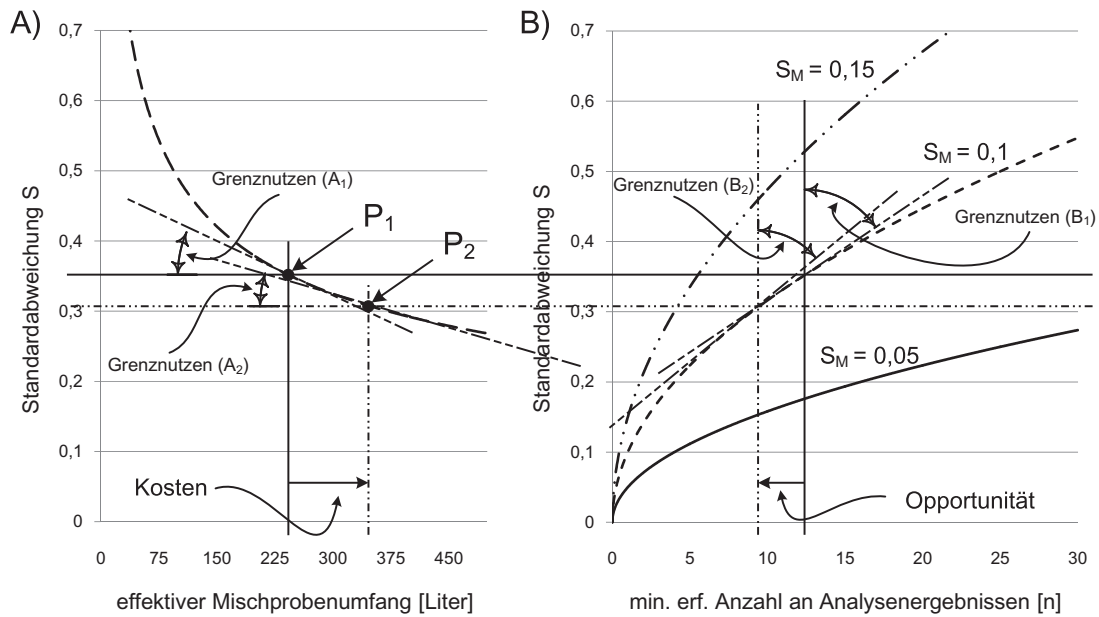 A)
Standardabweichung S
0,7
0,6
0,5
0,4
0,3
0,2
0,1
0
Grenznutzen (A1)
P1
P2
Grenznutzen (A2)
Kosten
0 75 150 225 300 375 450
effektiver Mischprobenumfang [Liter]
B)
Standardabweichung S
0,7
0,6
0,5
0,4
0,3
0,2
0,1
0
SM = 0,15
SM = 0,1
Grenznutzen (B2)
Grenznutzen (B1)
SM = 0,05
Opportunität
0 5 10 15 20 25 30
min. erf. Anzahl an Analysenergebnissen [n]